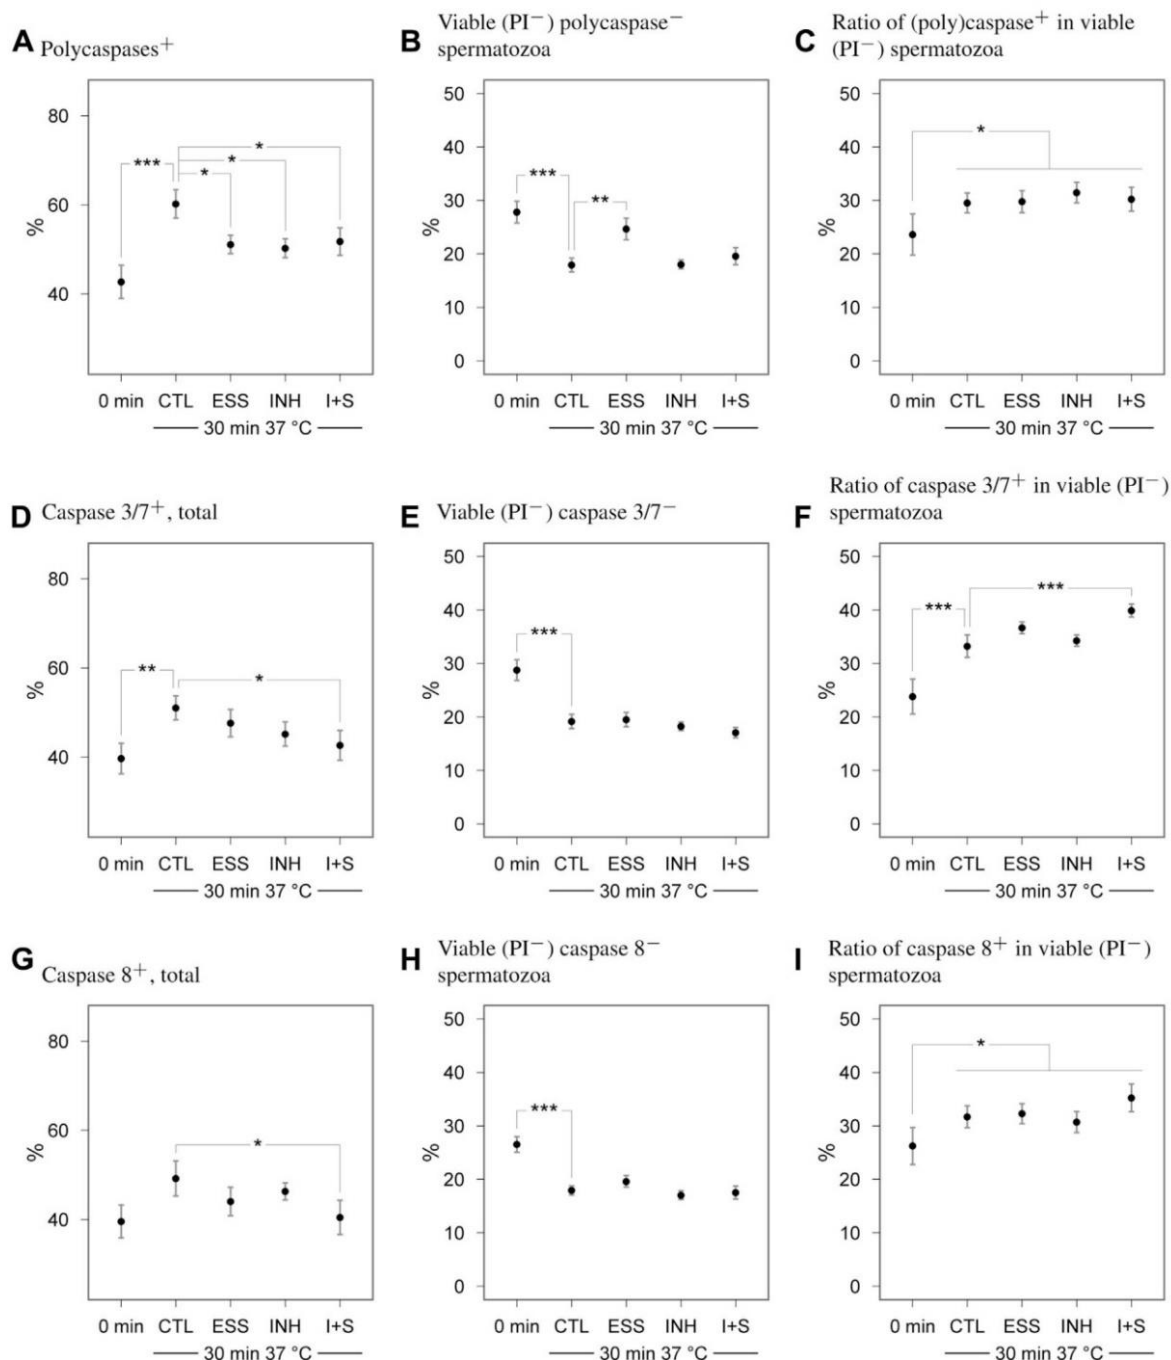 A Polycaspases+
B Viable (PI−) polycaspase−
spermatozoa
C Ratio of (poly)caspase+ in viable
(PI−) spermatozoa
80
60
40
%
***
*
*
*
0 min CTL ESS INH I+S
30 min 37 °C
50
40
30
20
10
0
%
***
**
0 min CTL ESS INH I+S
30 min 37 °C
50
40
30
20
10
0
%
*
0 min CTL ESS INH I+S
30 min 37 °C
D Caspase 3/7+, total
E Viable (PI−) caspase 3/7−
F Ratio of caspase 3/7+ in viable (PI−)
spermatozoa
80
60
40
%
**
*
0 min CTL ESS INH I+S
30 min 37 °C
50
40
30
20
10
0
%
***
0 min CTL ESS INH I+S
30 min 37 °C
50
40
30
20
10
0
%
***
***
0 min CTL ESS INH I+S
30 min 37 °C
G Caspase 8+, total
H Viable (PI−) caspase 8−
spermatozoa
I Ratio of caspase 8+ in viable (PI−)
spermatozoa
80
60
40
%
*
0 min CTL ESS INH I+S
30 min 37 °C
50
40
30
20
10
0
%
***
0 min CTL ESS INH I+S
30 min 37 °C
50
40
30
20
10
0
%
*
0 min CTL ESS INH I+S
30 min 37 °C